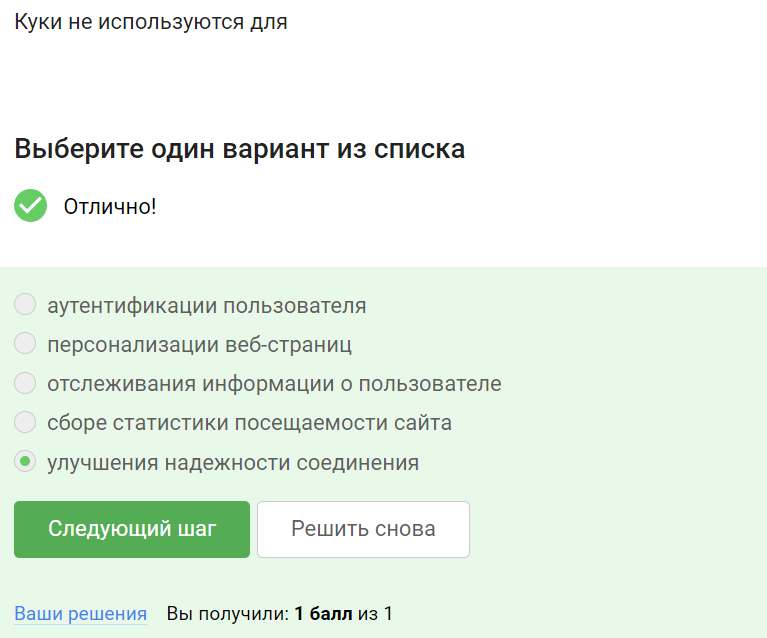 Куки не используются для
Выберите один вариант из списка
Отлично!
аутентификации пользователя
персонализации веб-страниц
отслеживания информации о пользователе
сборе статистики посещаемости сайта
улучшения надежности соединения
Следующий шаг Решить снова
Ваши решения Вы получили: 1 балл из 1